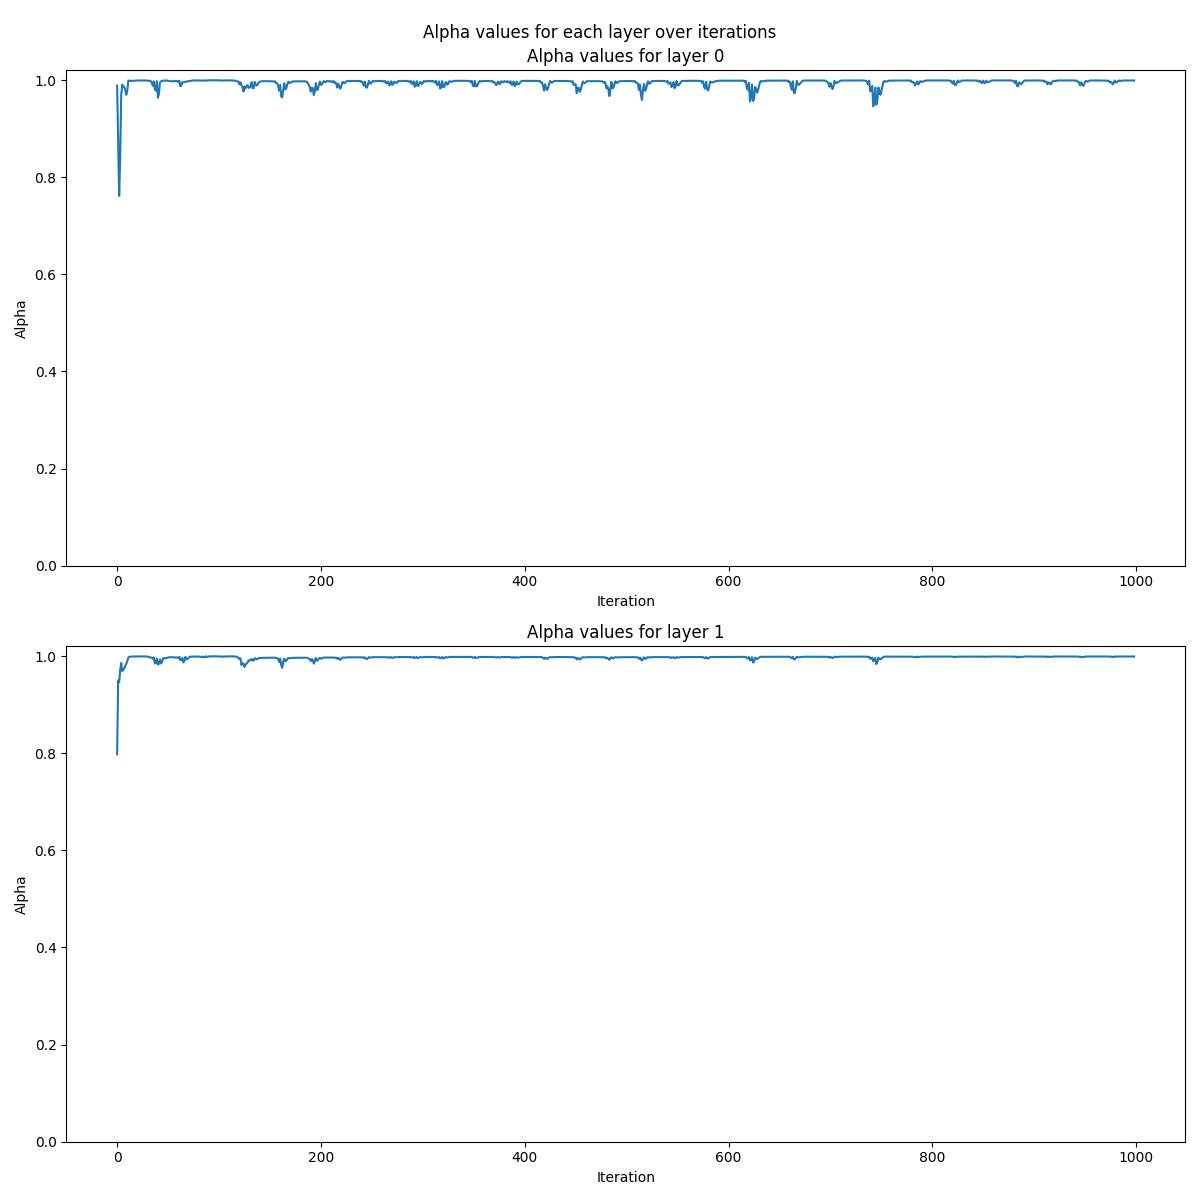 Alpha values for each layer over iterations
Alpha values for layer 0
1.0
0.8
0.6
0.4
0.2
0.0
Alpha
0 200 400 600 800 1000
Iteration
Alpha values for layer 1
1.0
0.8
0.6
0.4
0.2
0.0
Alpha
0 200 400 600 800 1000
Iteration